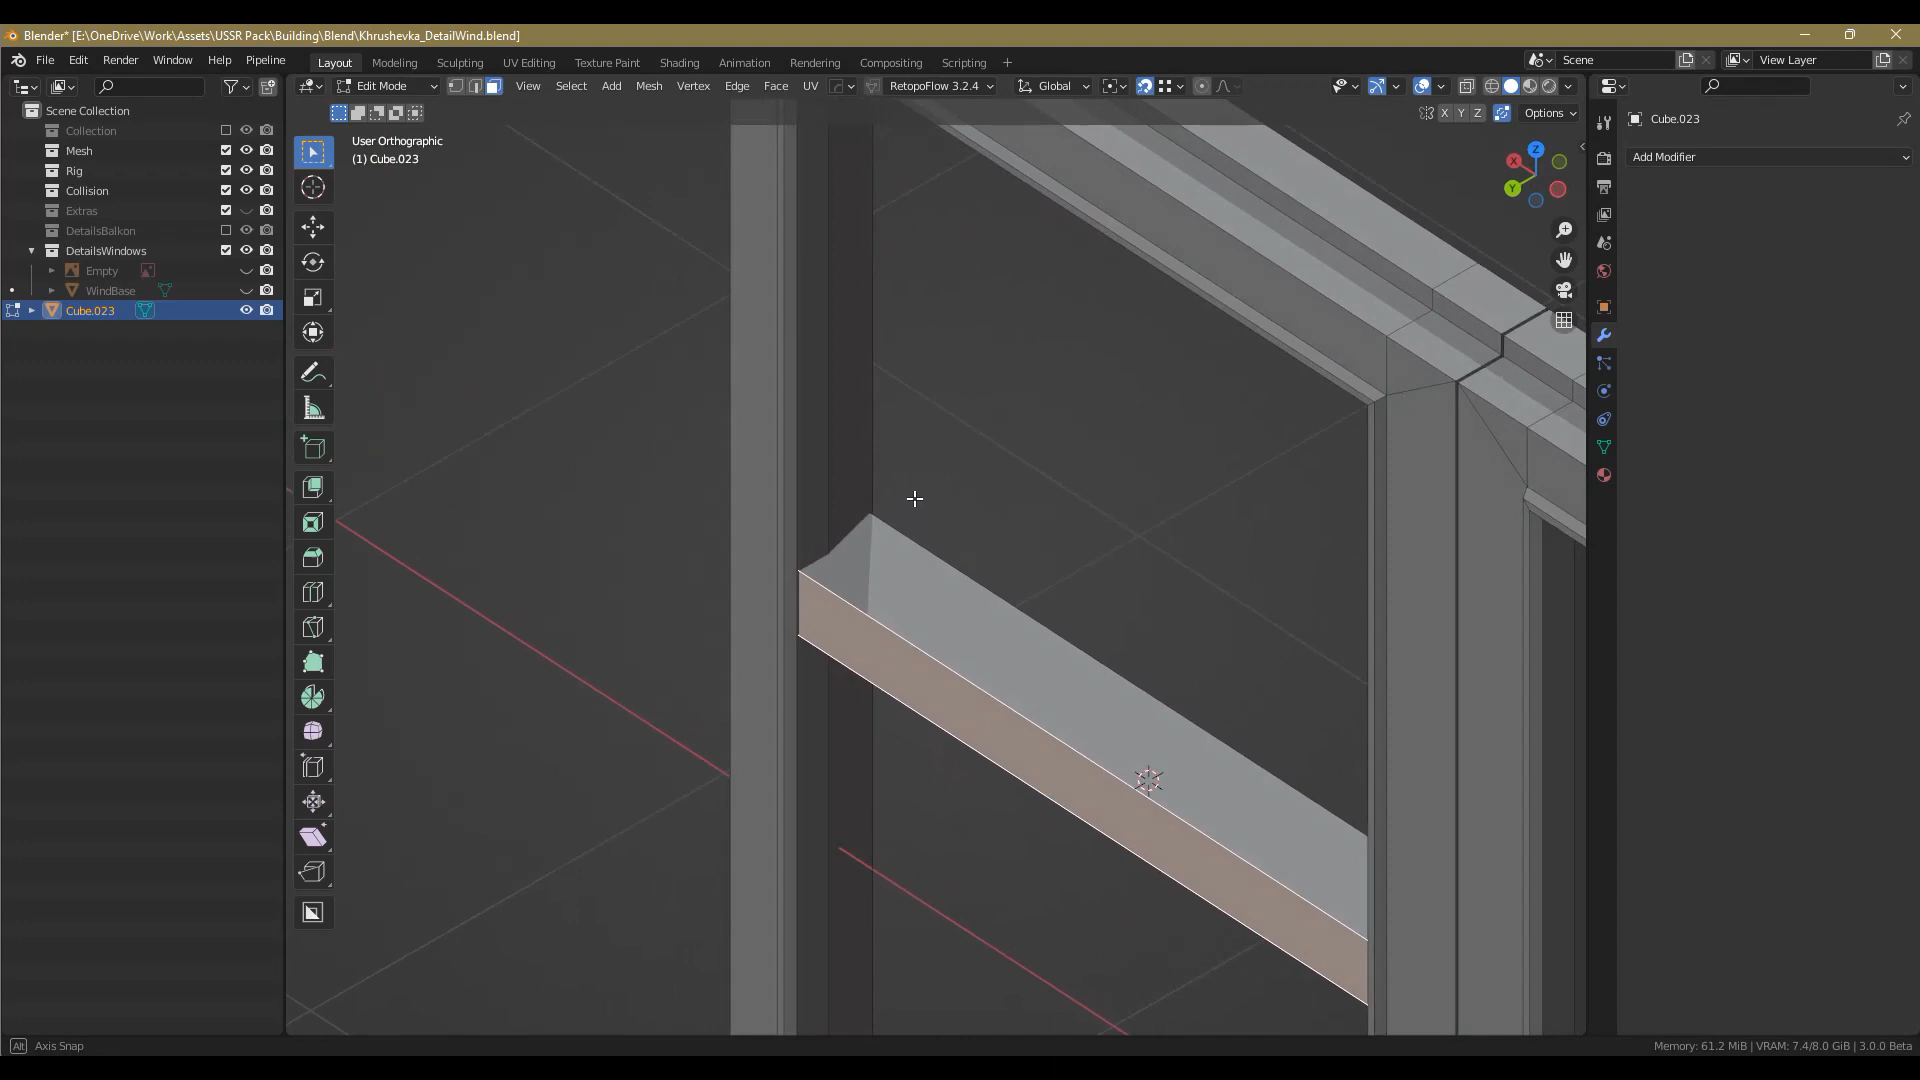 Blender* [E:\OneDrive\Work\Assets\USSR Pack\Building\Blend\Khrushevka_DetailWind.blend]
File Edit Render Window Help Pipeline Layout Modeling Sculpting UV Editing Texture Paint Shading Animation Rendering Compositing Scripting + Scene View Layer
Edit Mode View Select Add Mesh Vertex Edge Face UV RetopoFlow 3.2.4 Global
X Y Z Options
Scene Collection
Collection
Mesh
Rig
Collision
Extras
DetailsBalkon
DetailsWindows
Empty
WindBase
Cube.023
User Orthographic
(1) Cube.023
Z
X
Y
Cube.023
Add Modifier
Alt Axis Snap
Memory: 61.2 MiB | VRAM: 7.4/8.0 GiB | 3.0.0 Beta